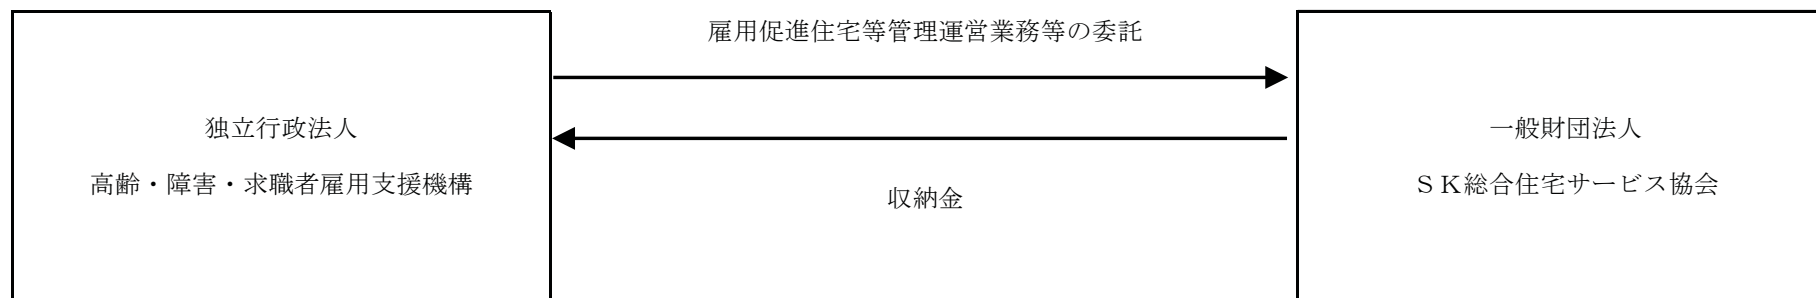 雇用促進住宅等管理運営業務等の委託
独立行政法人
高齢・障害・求職者雇用支援機構
収納金
一般財団法人
ＳＫ総合住宅サービス協会